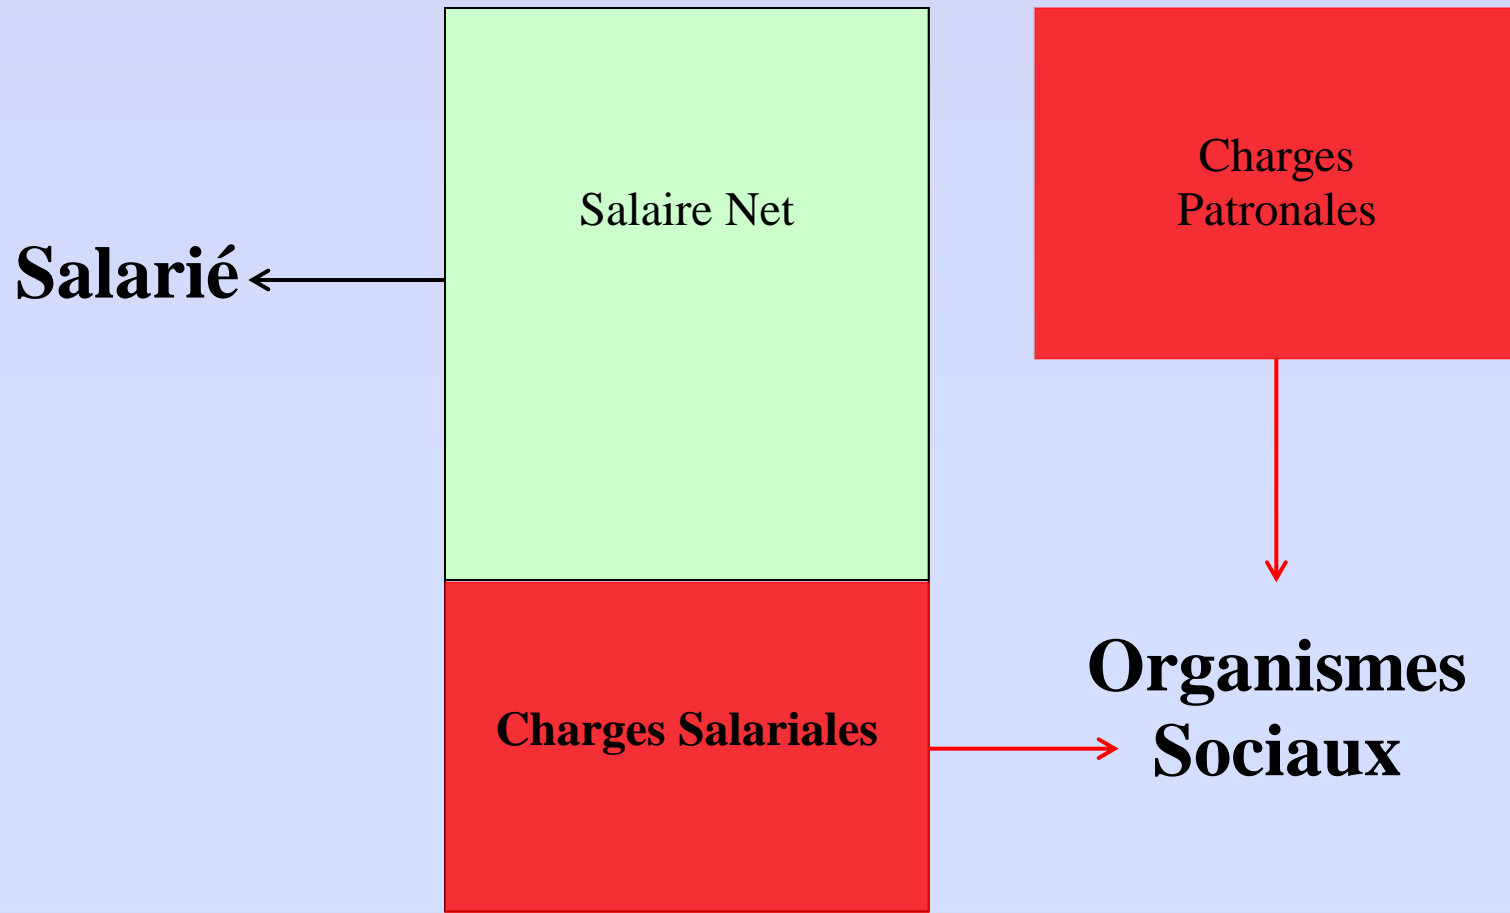 Charges
Patronales
Salaire Net
Salarié
Organismes
Sociaux
Charges Salariales